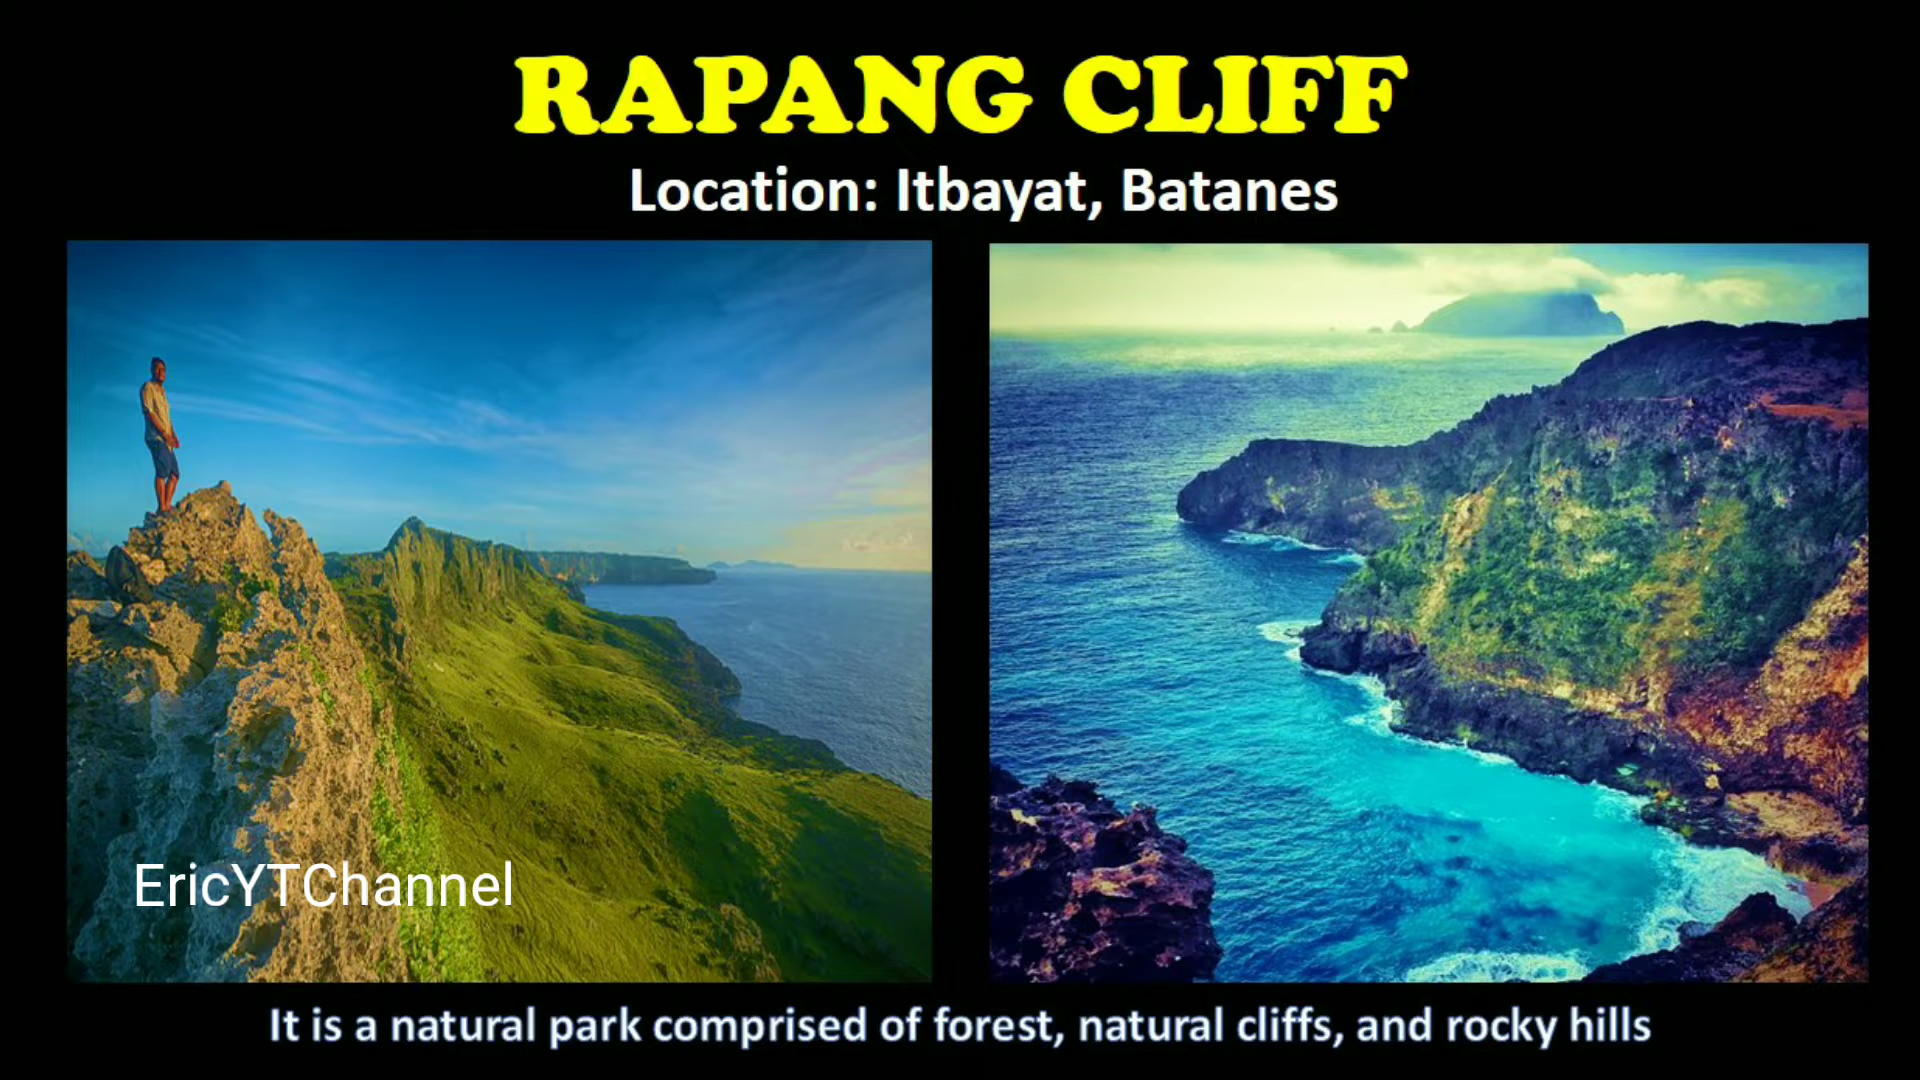 RAPANG CLIFF
Location: Itbayat, Batanes
EricYTChannel
It is a natural park comprised of forest, natural cliffs, and rocky hills